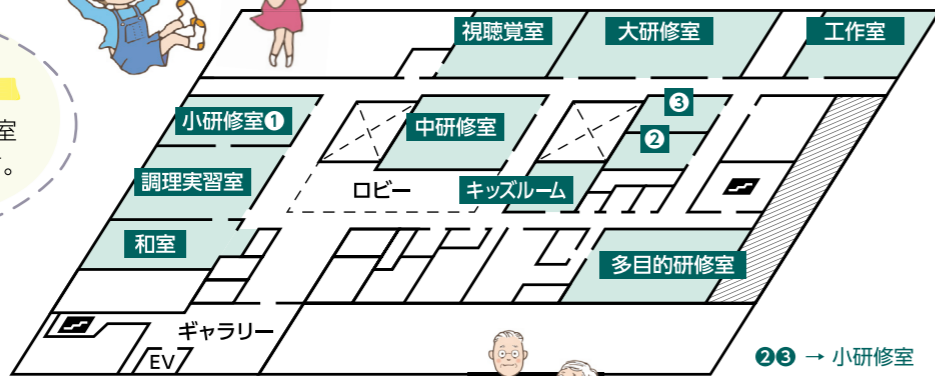 視聴覚室
大研修室
工作室
室
。
小研修室❶
中研修室
❸
❷
調理実習室
ロビー
キッズルーム
和室
多目的研修室
ギャラリー
EV
❷❸ → 小研修室